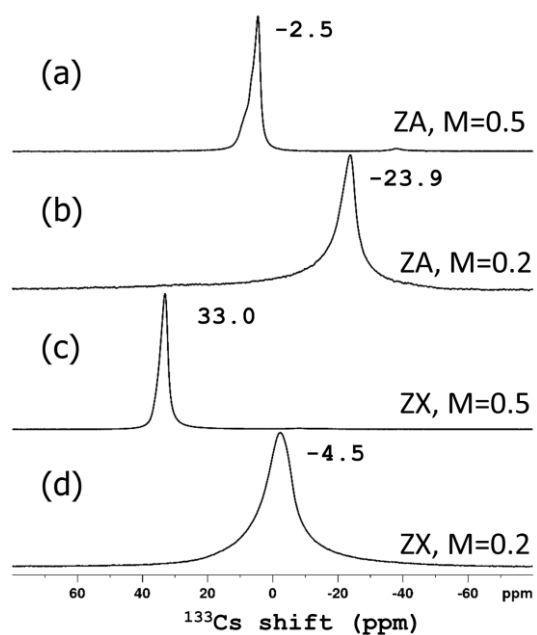 -2.5
(a)
ZA, M=0.5
-23.9
(b)
ZA, M=0.2
33.0
(c)
ZX, M=0.5
-4.5
(d)
ZX, M=0.2
60 40 20 0 -20 -40 -60 ppm
¹³³Cs shift (ppm)